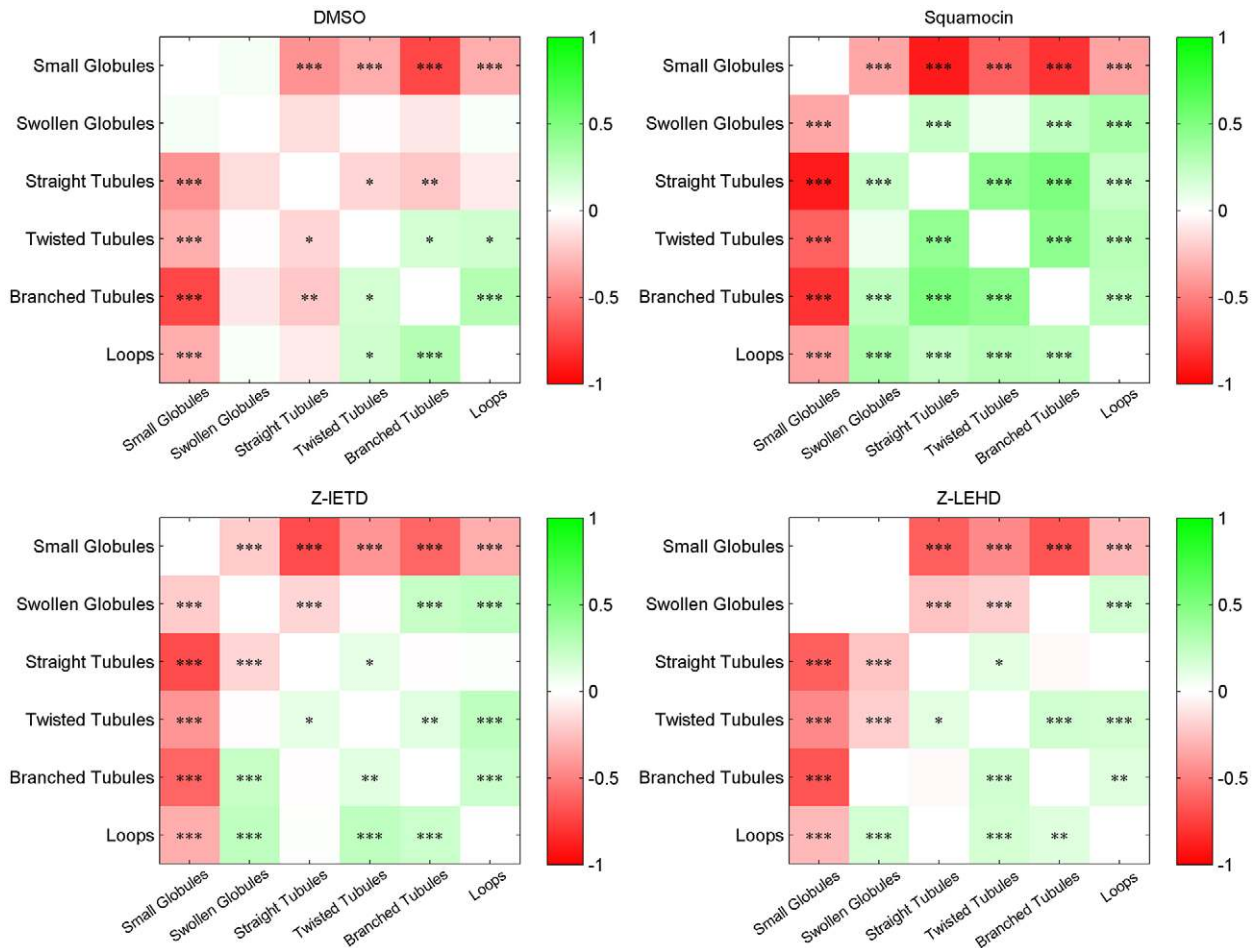 DMSO
Small Globules *** *** *** *** 1
Swollen Globules 0.5
Straight Tubules *** * **
Twisted Tubules *** * * * 0
Branched Tubules *** ** * *** -0.5
Loops *** * *** -1
Small Globules Swollen Globules Straight Tubules Twisted Tubules Branched Tubules Loops
Squamocin
Small Globules *** *** *** *** *** 1
Swollen Globules *** *** *** *** 0.5
Straight Tubules *** *** *** *** ***
Twisted Tubules *** *** *** *** 0
Branched Tubules *** *** *** *** *** -0.5
Loops *** *** *** *** *** -1
Small Globules Swollen Globules Straight Tubules Twisted Tubules Branched Tubules Loops
Z-IETD
Small Globules *** *** *** *** *** 1
Swollen Globules *** *** *** *** 0.5
Straight Tubules *** *** *
Twisted Tubules *** * ** *** 0
Branched Tubules *** *** ** *** -0.5
Loops *** *** *** *** -1
Small Globules Swollen Globules Straight Tubules Twisted Tubules Branched Tubules Loops
Z-LEHD
Small Globules *** *** *** *** 1
Swollen Globules *** *** *** 0.5
Straight Tubules *** *** *
Twisted Tubules *** *** * *** *** 0
Branched Tubules *** *** ** -0.5
Loops *** *** *** ** -1
Small Globules Swollen Globules Straight Tubules Twisted Tubules Branched Tubules Loops